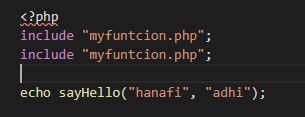 <?php
include "myfuntcion.php";
include "myfuntcion.php";
echo sayHello("hanafi", "adhi");